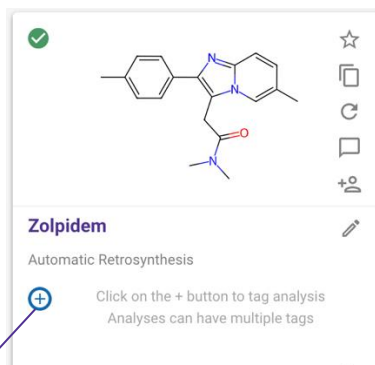 N
N
O
N
Zolpidem
Automatic Retrosynthesis
Click on the + button to tag analysis
Analyses can have multiple tags